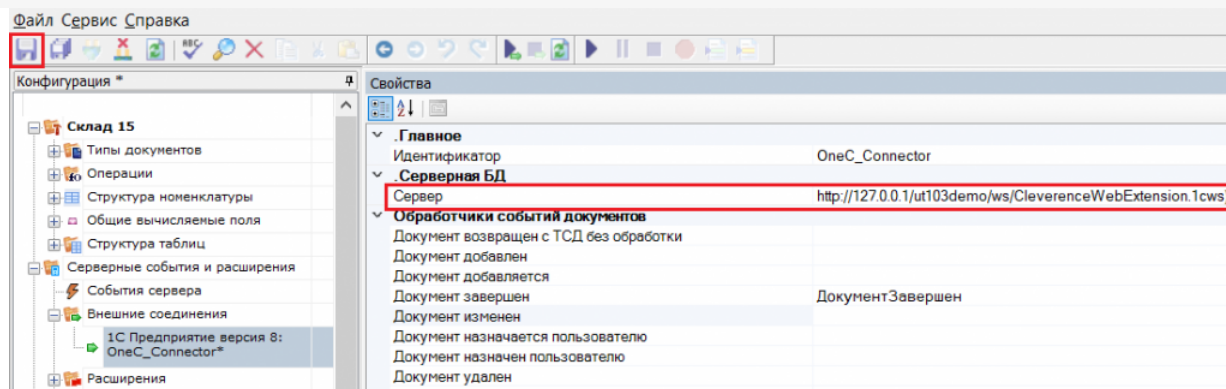 Файл Сервис Справка
Конфигурация *
Свойства
Склад 15
Типы документов
Операции
Структура номенклатуры
Общие вычисляемые поля
Структура таблиц
Серверные события и расширения
События сервера
Внешние соединения
1С Предприятие версия 8:
OneC_Connector*
Расширения
.Главное
Идентификатор OneC_Connector
.Серверная БД
Сервер http://127.0.0.1/ut103demo/ws/CleverenceWebExtension.1cws
Обработчики событий документов
Документ возвращен с ТСД без обработки
Документ добавлен
Документ добавляется
Документ завершен ДокументЗавершен
Документ изменен
Документ назначается пользователю
Документ назначен пользователю
Документ удален